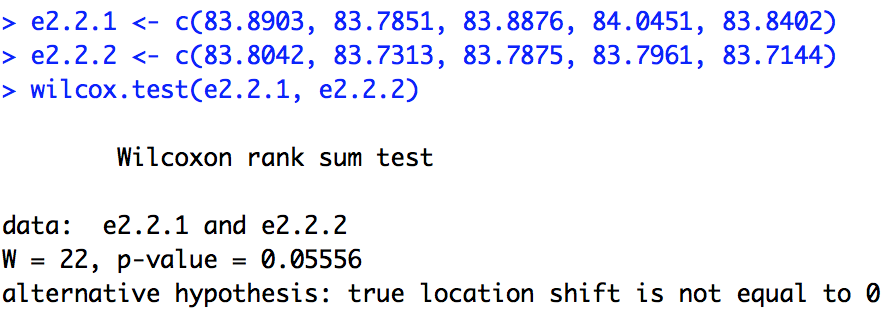 > e2.2.1 <- c(83.8903, 83.7851, 83.8876, 84.0451, 83.8402)
> e2.2.2 <- c(83.8042, 83.7313, 83.7875, 83.7961, 83.7144)
> wilcox.test(e2.2.1, e2.2.2)
Wilcoxon rank sum test
data:  e2.2.1 and e2.2.2
W = 22, p-value = 0.05556
alternative hypothesis: true location shift is not equal to 0